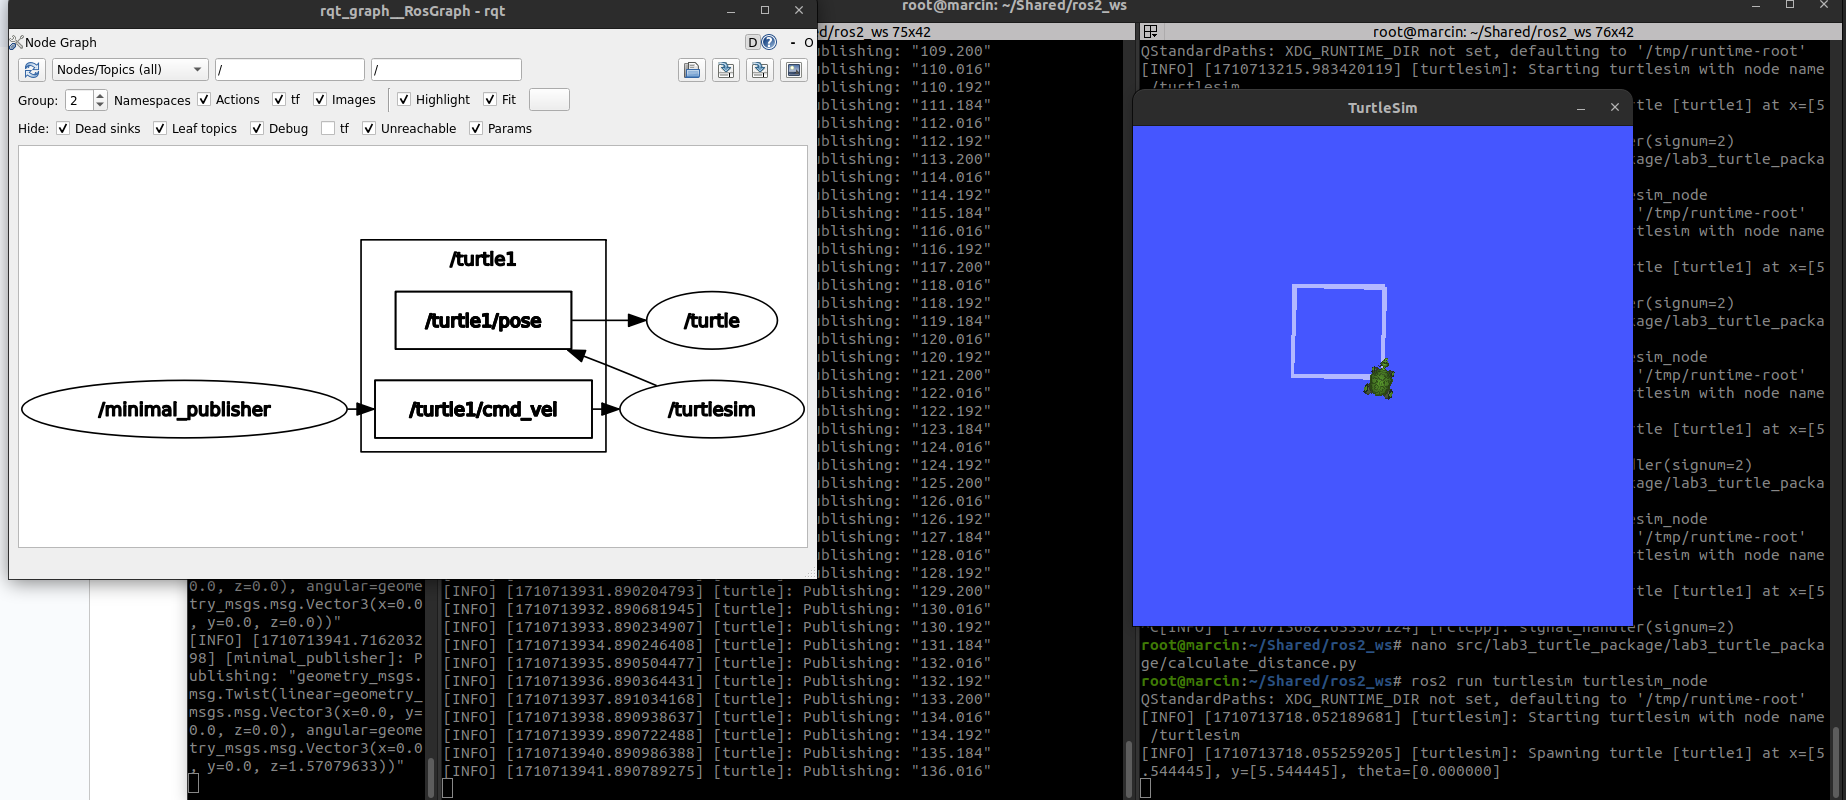 rqt_graph__RosGraph - rqt
Node Graph
D
- O
Nodes/Topics (all)
/
/
Group: 2 Namespaces Actions tf Images Highlight Fit
Hide: Dead sinks Leaf topics Debug tf Unreachable Params
/turtle1
/turtle1/pose
/turtle
/minimal_publisher
/turtle1/cmd_vel
/turtlesim
root@marcin: ~/Shared/ros2_ws
d/ros2_ws 75x42
ublishing: "109.200"
ublishing: "110.016"
ublishing: "110.192"
ublishing: "111.184"
ublishing: "112.016"
ublishing: "112.192"
ublishing: "113.200"
ublishing: "114.016"
ublishing: "114.192"
ublishing: "115.184"
ublishing: "116.016"
ublishing: "116.192"
ublishing: "117.200"
ublishing: "118.016"
ublishing: "118.192"
ublishing: "119.184"
ublishing: "120.016"
ublishing: "120.192"
ublishing: "121.200"
ublishing: "122.016"
ublishing: "122.192"
ublishing: "123.184"
ublishing: "124.016"
ublishing: "124.192"
ublishing: "125.200"
ublishing: "126.016"
ublishing: "126.192"
ublishing: "127.184"
ublishing: "128.016"
ublishing: "128.192"
[INFO] [1710713931.890204793] [turtle]: Publishing: "129.200"
[INFO] [1710713932.890681945] [turtle]: Publishing: "130.016"
[INFO] [1710713933.890234907] [turtle]: Publishing: "130.192"
[INFO] [1710713934.890246408] [turtle]: Publishing: "131.184"
[INFO] [1710713935.890504477] [turtle]: Publishing: "132.016"
[INFO] [1710713936.890364431] [turtle]: Publishing: "132.192"
[INFO] [1710713937.891034168] [turtle]: Publishing: "133.200"
[INFO] [1710713938.890938637] [turtle]: Publishing: "134.016"
[INFO] [1710713939.890722488] [turtle]: Publishing: "134.192"
[INFO] [1710713940.890986388] [turtle]: Publishing: "135.184"
[INFO] [1710713941.890789275] [turtle]: Publishing: "136.016"
0.0, z=0.0), angular=geome
try_msgs.msg.Vector3(x=0.0
, y=0.0, z=0.0))"
[INFO] [1710713941.7162032
98] [minimal_publisher]: P
ublishing: "geometry_msgs.
msg.Twist(linear=geometry_
msgs.msg.Vector3(x=0.0, y=
0.0, z=0.0), angular=geome
try_msgs.msg.Vector3(x=0.0
, y=0.0, z=1.57079633))"
root@marcin: ~/Shared/ros2_ws 76x42
QStandardPaths: XDG_RUNTIME_DIR not set, defaulting to '/tmp/runtime-root'
[INFO] [1710713215.983420119] [turtlesim]: Starting turtlesim with node name
/turtlesim
TurtleSim
tle [turtle1] at x=[5
er(signum=2)
age/lab3_turtle_packa
esim_node
'/tmp/runtime-root'
tlesim with node name
tle [turtle1] at x=[5
er(signum=2)
kage/lab3_turtle_packa
esim_node
'/tmp/runtime-root'
tlesim with node name
tle [turtle1] at x=[5
ler(signum=2)
age/lab3_turtle_packa
esim_node
'/tmp/runtime-root'
tlesim with node name
tle [turtle1] at x=[5
^C[INFO] [1710713682.053307124] [rclcpp]: signal_handler(signum=2)
root@marcin:~/Shared/ros2_ws# nano src/lab3_turtle_package/lab3_turtle_packa
ge/calculate_distance.py
root@marcin:~/Shared/ros2_ws# ros2 run turtlesim turtlesim_node
QStandardPaths: XDG_RUNTIME_DIR not set, defaulting to '/tmp/runtime-root'
[INFO] [1710713718.052189681] [turtlesim]: Starting turtlesim with node name
/turtlesim
[INFO] [1710713718.055259205] [turtlesim]: Spawning turtle [turtle1] at x=[5
.544445], y=[5.544445], theta=[0.000000]